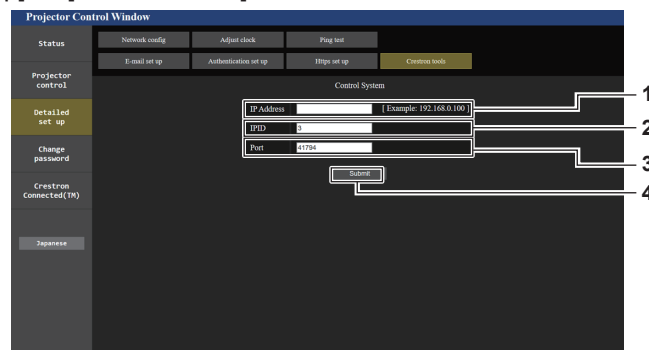 Projector Control Window
Status
Network config
Adjust clock
Ping test
E-mail set up
Authentication set up
Https set up
Crestron tools
Projector
control
Control System
Detailed
set up
IP Address
[ Example: 192.168.0.100 ]
1
IPID
3
2
Port
41794
3
Change
password
Submit
4
Crestron
Connected(TM)
Japanese